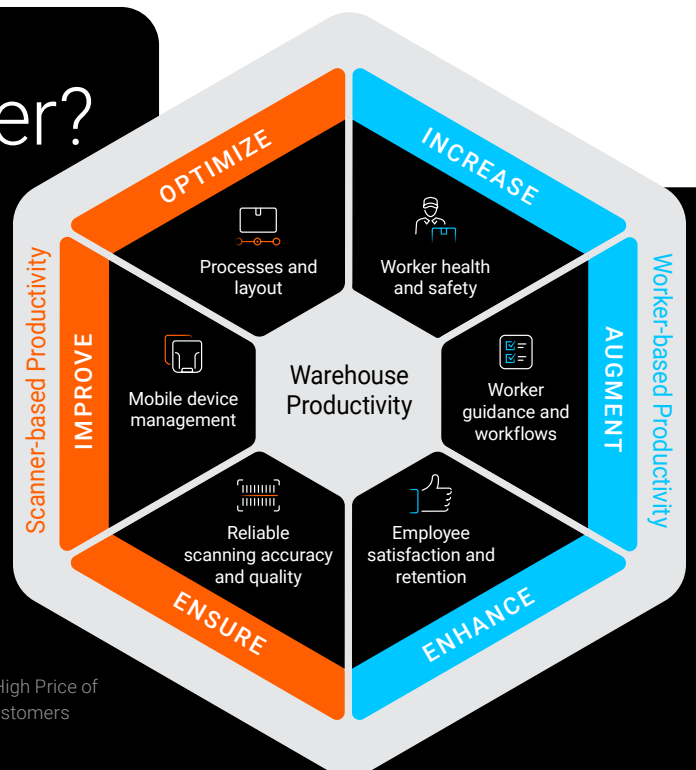 er?
OPTIMIZE
INCREASE
Processes and
layout
Worker health
and safety
Scanner-based Productivity
IMPROVE
Mobile device
management
Warehouse
Productivity
Worker
guidance and
workflows
AUGMENT
Worker-based Productivity
Reliable
scanning accuracy
and quality
Employee
satisfaction and
retention
ENSURE
ENHANCE
High Price of
stomers